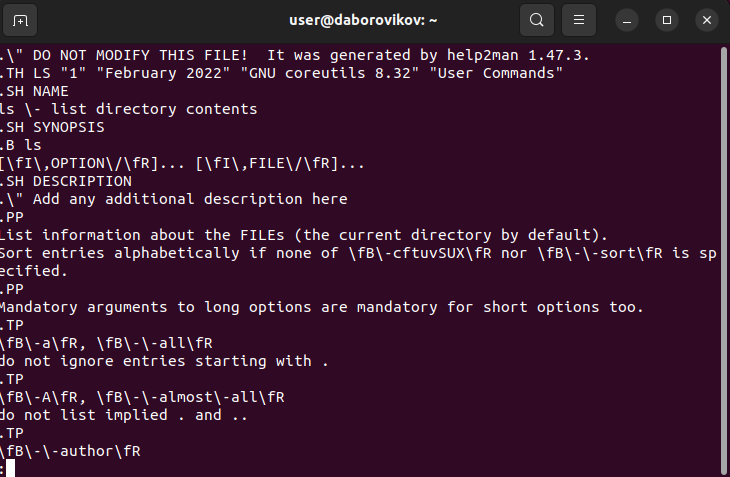 user@daborovikov: ~
.\" DO NOT MODIFY THIS FILE!  It was generated by help2man 1.47.3.
.TH LS "1" "February 2022" "GNU coreutils 8.32" "User Commands"
.SH NAME
ls \- list directory contents
.SH SYNOPSIS
.B ls
[\fI\,OPTION\/\fR]... [\fI\,FILE\/\fR]...
.SH DESCRIPTION
.\" Add any additional description here
.PP
List information about the FILEs (the current directory by default).
Sort entries alphabetically if none of \fB\-cftuvSUX\fR nor \fB\-\-sort\fR is sp
ecified.
.PP
Mandatory arguments to long options are mandatory for short options too.
.TP
\fB\-a\fR, \fB\-\-all\fR
do not ignore entries starting with .
.TP
\fB\-A\fR, \fB\-\-almost\-all\fR
do not list implied . and ..
.TP
\fB\-\-author\fR
: